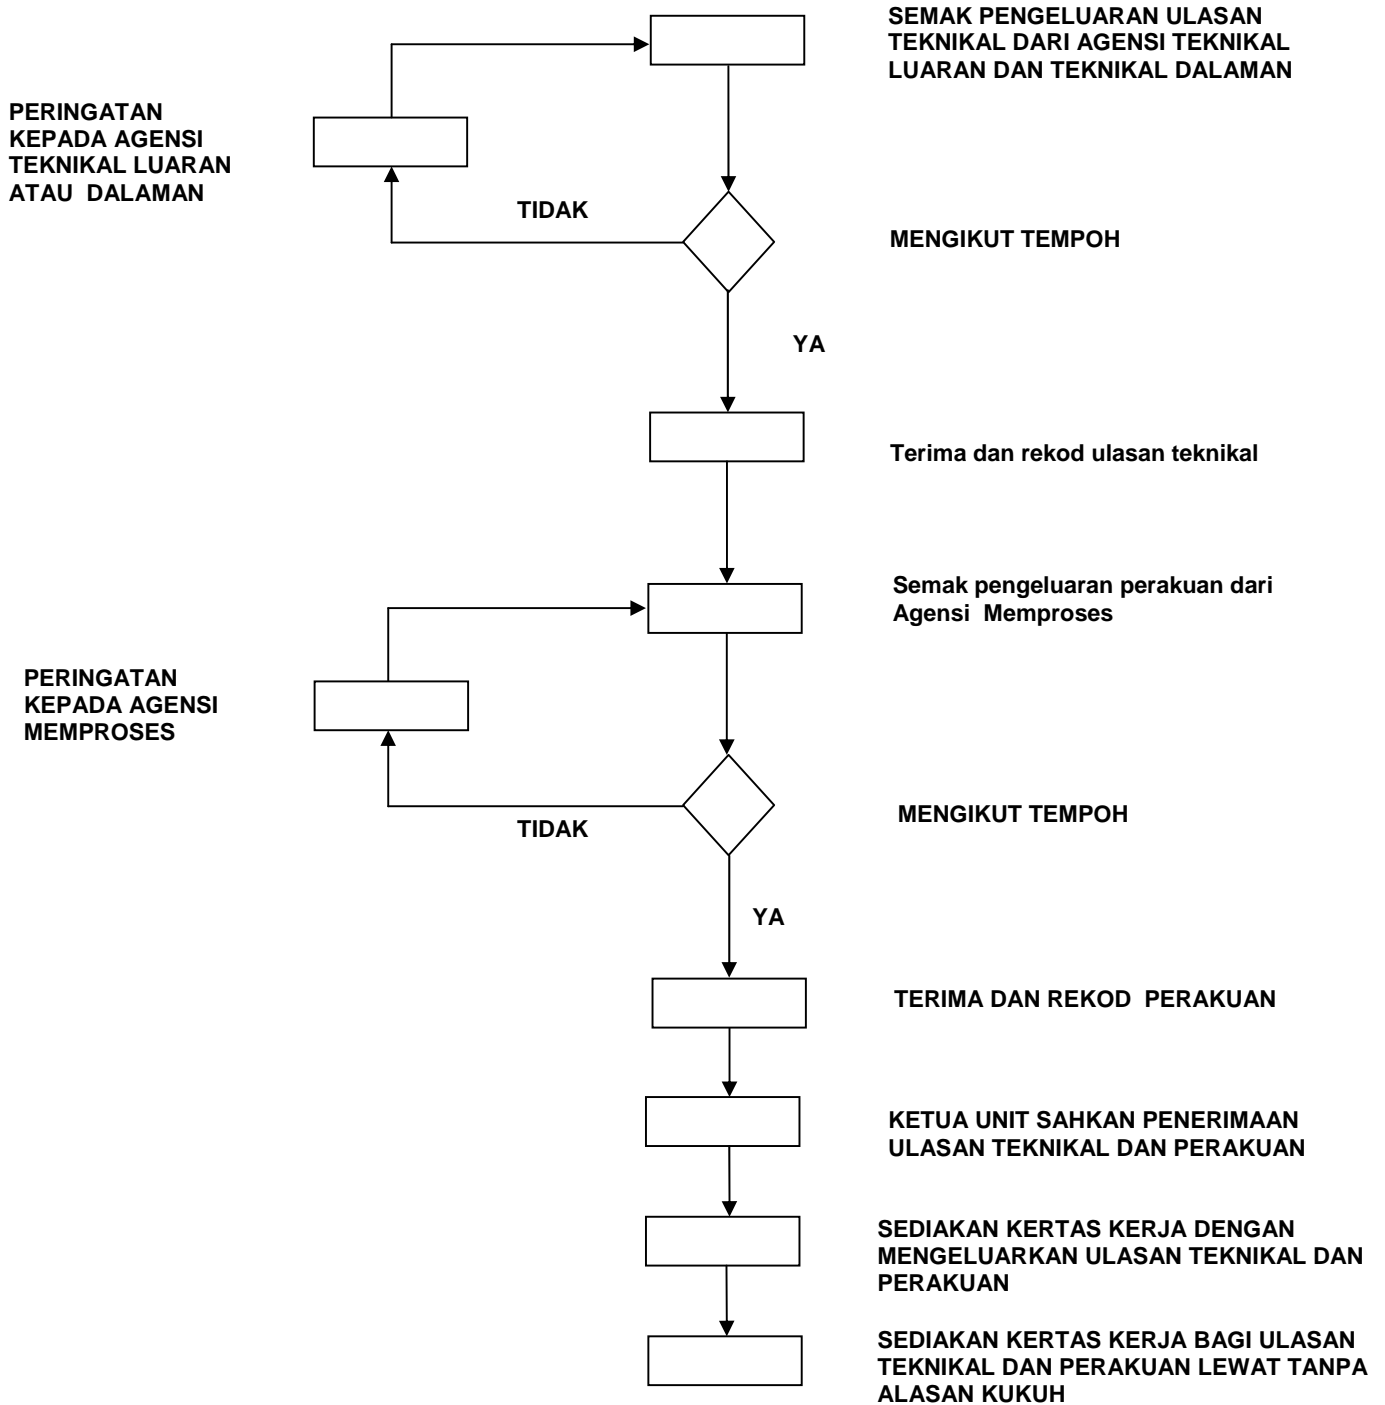 SEMAK PENGELUARAN ULASAN
TEKNIKAL DARI AGENSI TEKNIKAL
LUARAN DAN TEKNIKAL DALAMAN
PERINGATAN
KEPADA AGENSI
TEKNIKAL LUARAN
ATAU DALAMAN
TIDAK
MENGIKUT TEMPOH
YA
Terima dan rekod ulasan teknikal
Semak pengeluaran perakuan dari
Agensi Memproses
PERINGATAN
KEPADA AGENSI
MEMPROSES
TIDAK
MENGIKUT TEMPOH
YA
TERIMA DAN REKOD PERAKUAN
KETUA UNIT SAHKAN PENERIMAAN
ULASAN TEKNIKAL DAN PERAKUAN
SEDIAKAN KERTAS KERJA DENGAN
MENGELUARKAN ULASAN TEKNIKAL DAN
PERAKUAN
SEDIAKAN KERTAS KERJA BAGI ULASAN
TEKNIKAL DAN PERAKUAN LEWAT TANPA
ALASAN KUKUH